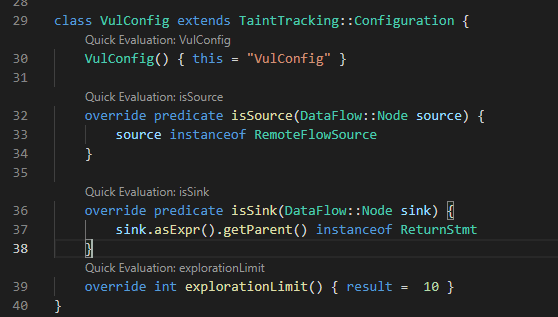 28
29 class VulConfig extends TaintTracking::Configuration {
Quick Evaluation: VulConfig
30 VulConfig() { this = "VulConfig" }
31
Quick Evaluation: isSource
32 override predicate isSource(DataFlow::Node source) {
33 source instanceof RemoteFlowSource
34 }
35
Quick Evaluation: isSink
36 override predicate isSink(DataFlow::Node sink) {
37 sink.asExpr().getParent() instanceof ReturnStmt
38 }
Quick Evaluation: explorationLimit
39 override int explorationLimit() { result =  10 }
40 }